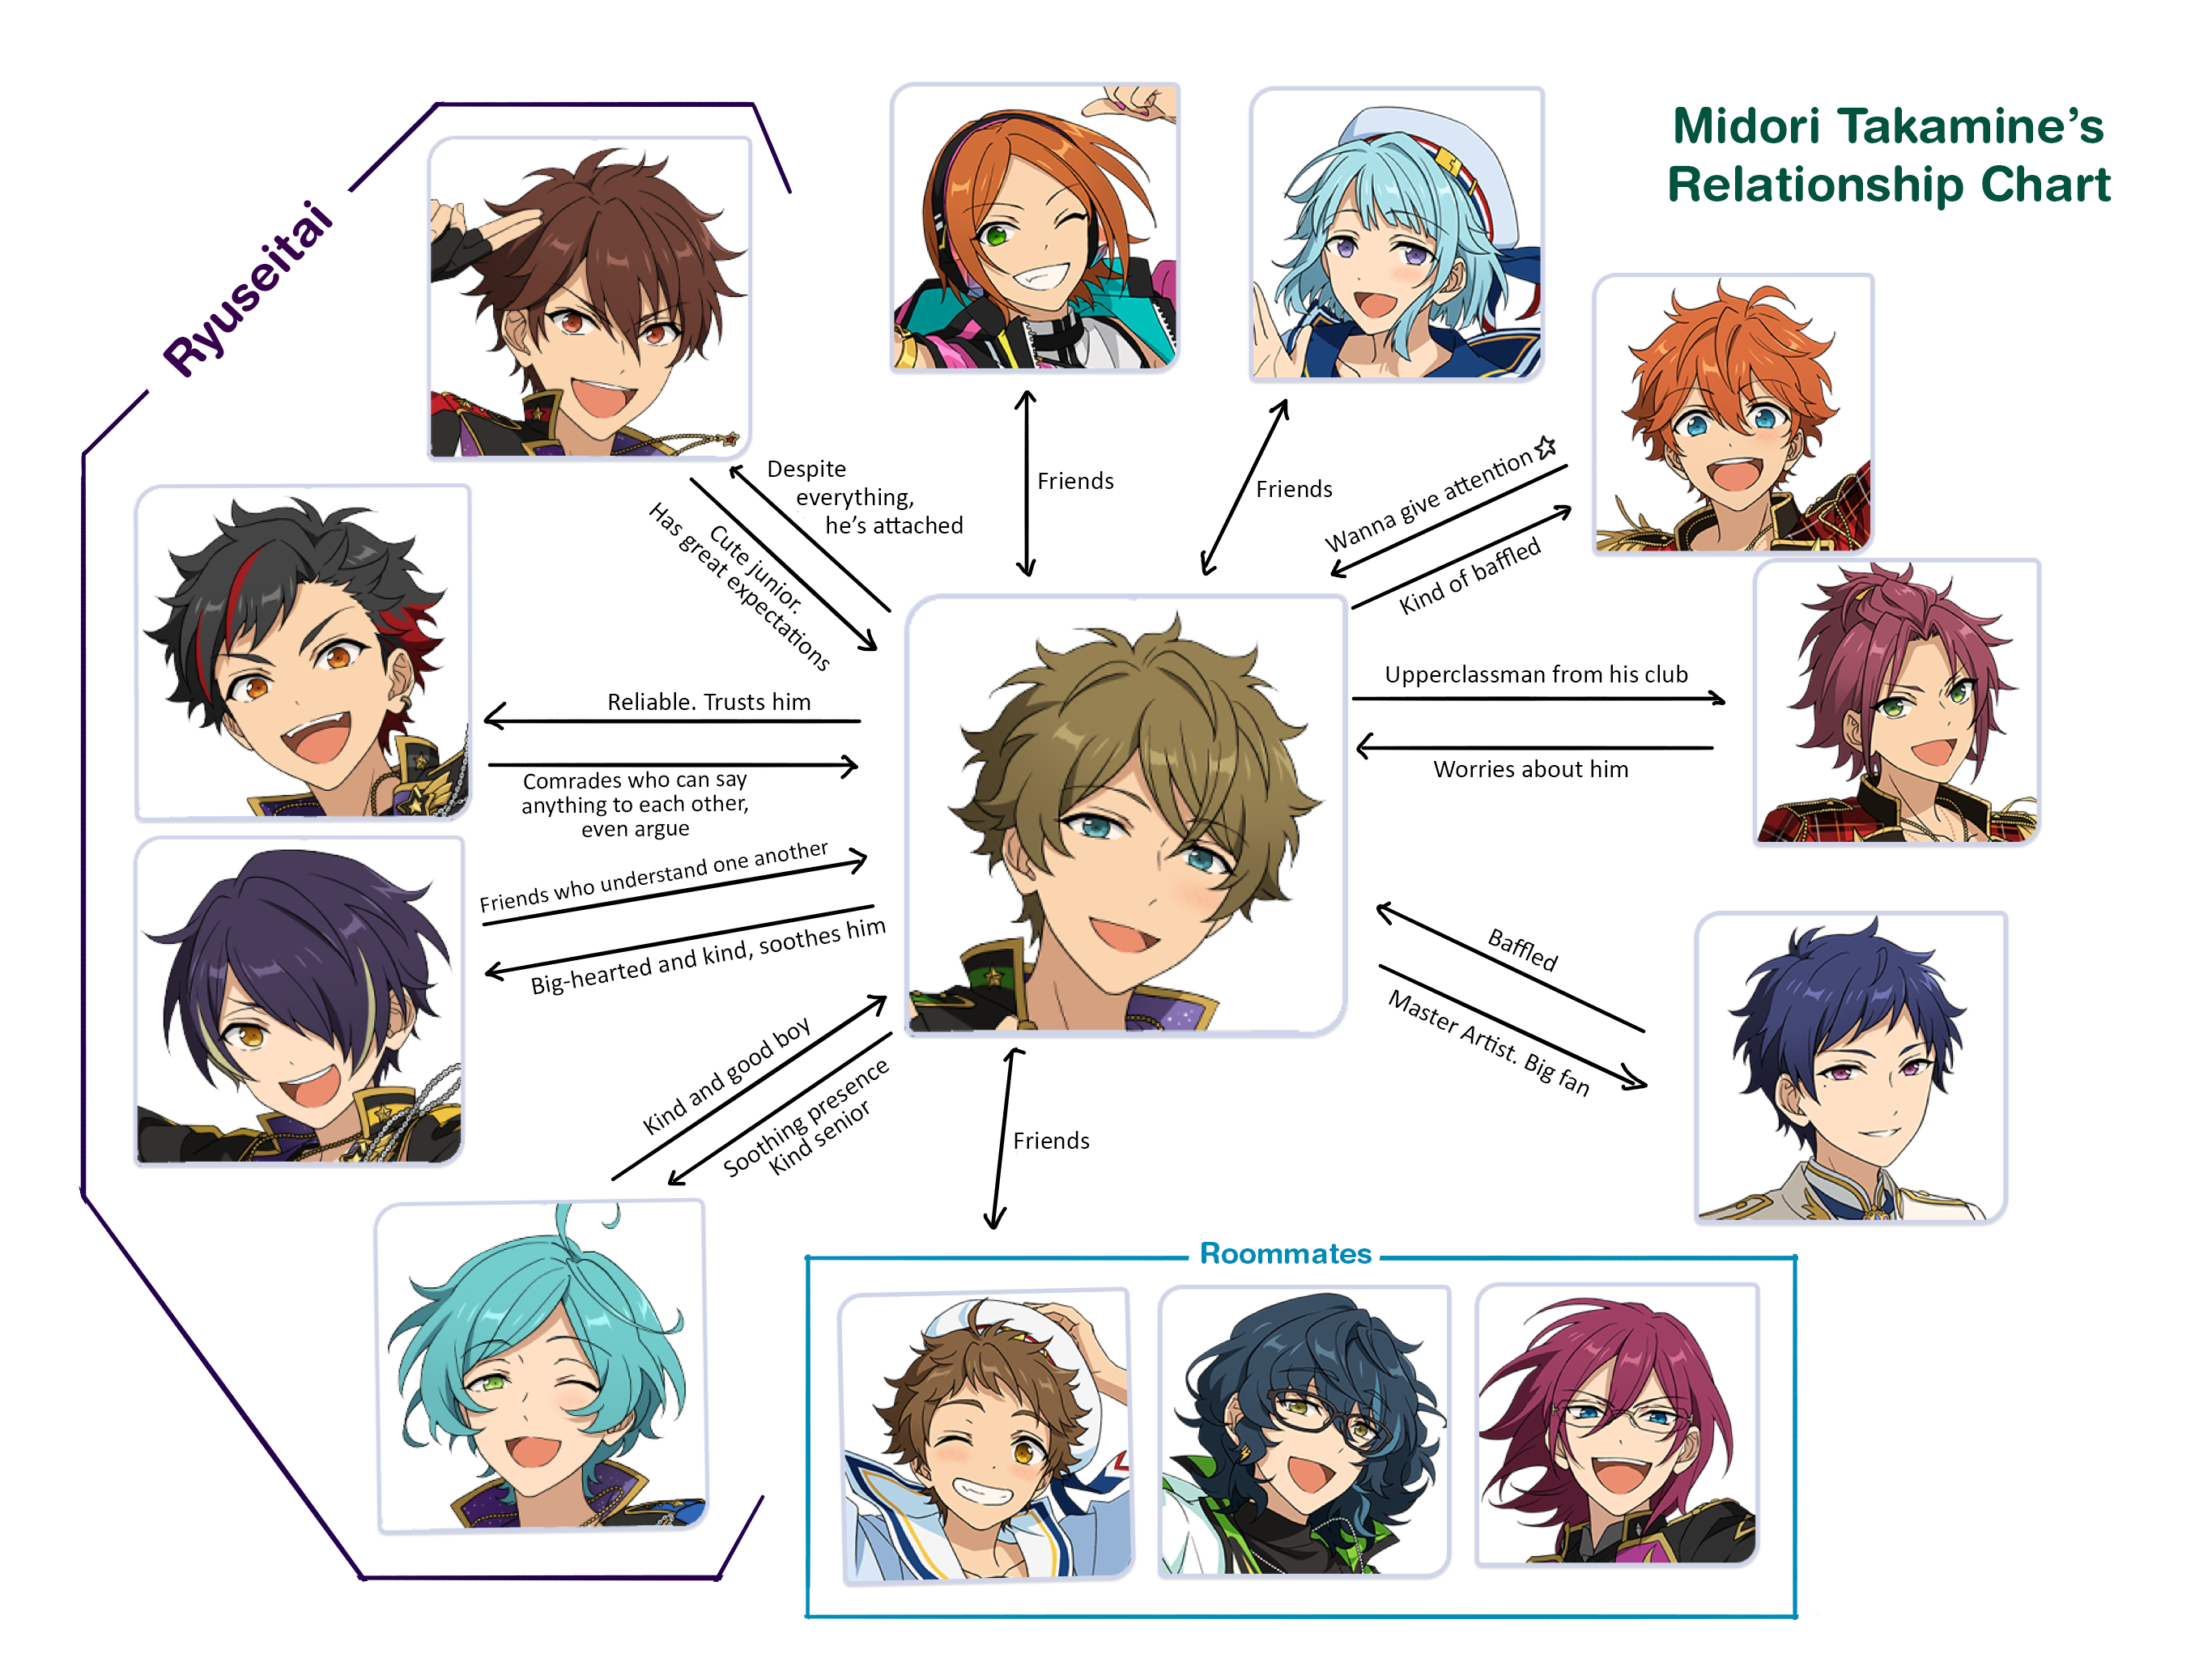 Midori Takamine's
Relationship Chart
Ryuseitai
Despite
everything,
he's attached
Cute junior.
Has great expectations
Friends
Friends
Wanna give attention ☆
Kind of baffled
Reliable. Trusts him
Comrades who can say
anything to each other,
even argue
Upperclassman from his club
Worries about him
Friends who understand one another
Big-hearted and kind, soothes him
Baffled
Master Artist. Big fan
Kind and good boy
Soothing presence
Kind senior
Friends
Roommates